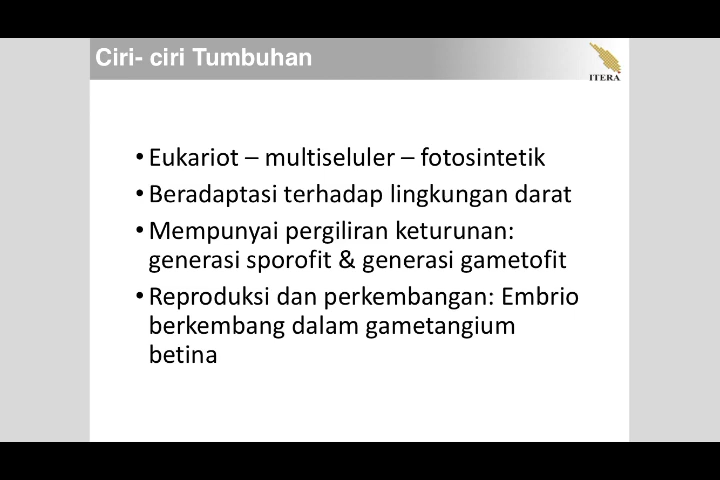 Ciri- ciri Tumbuhan
ITERA
• Eukariot – multiseluler – fotosintetik
• Beradaptasi terhadap lingkungan darat
• Mempunyai pergiliran keturunan:
generasi sporofit & generasi gametofit
• Reproduksi dan perkembangan: Embrio
berkembang dalam gametangium
betina